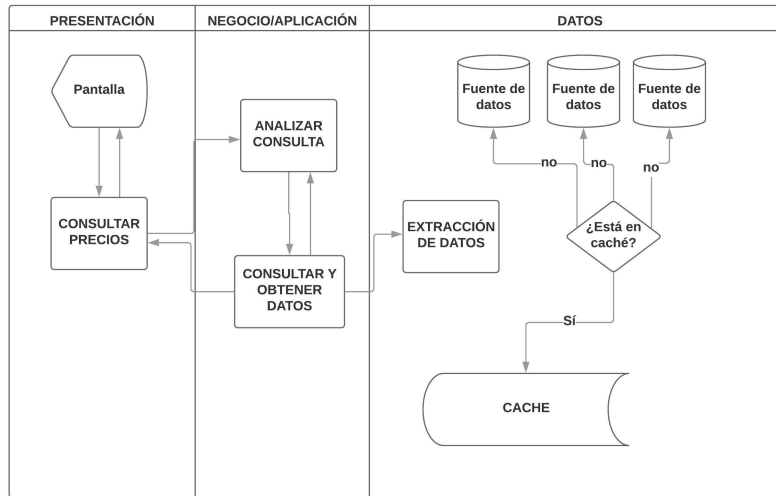 PRESENTACIÓN
NEGOCIO/APLICACIÓN
DATOS
Pantalla
Fuente de
datos
Fuente de
datos
Fuente de
datos
ANALIZAR
CONSULTA
no
no
no
CONSULTAR
PRECIOS
EXTRACCIÓN
DE DATOS
¿Está en
caché?
CONSULTAR Y
OBTENER
DATOS
Sí
CACHE